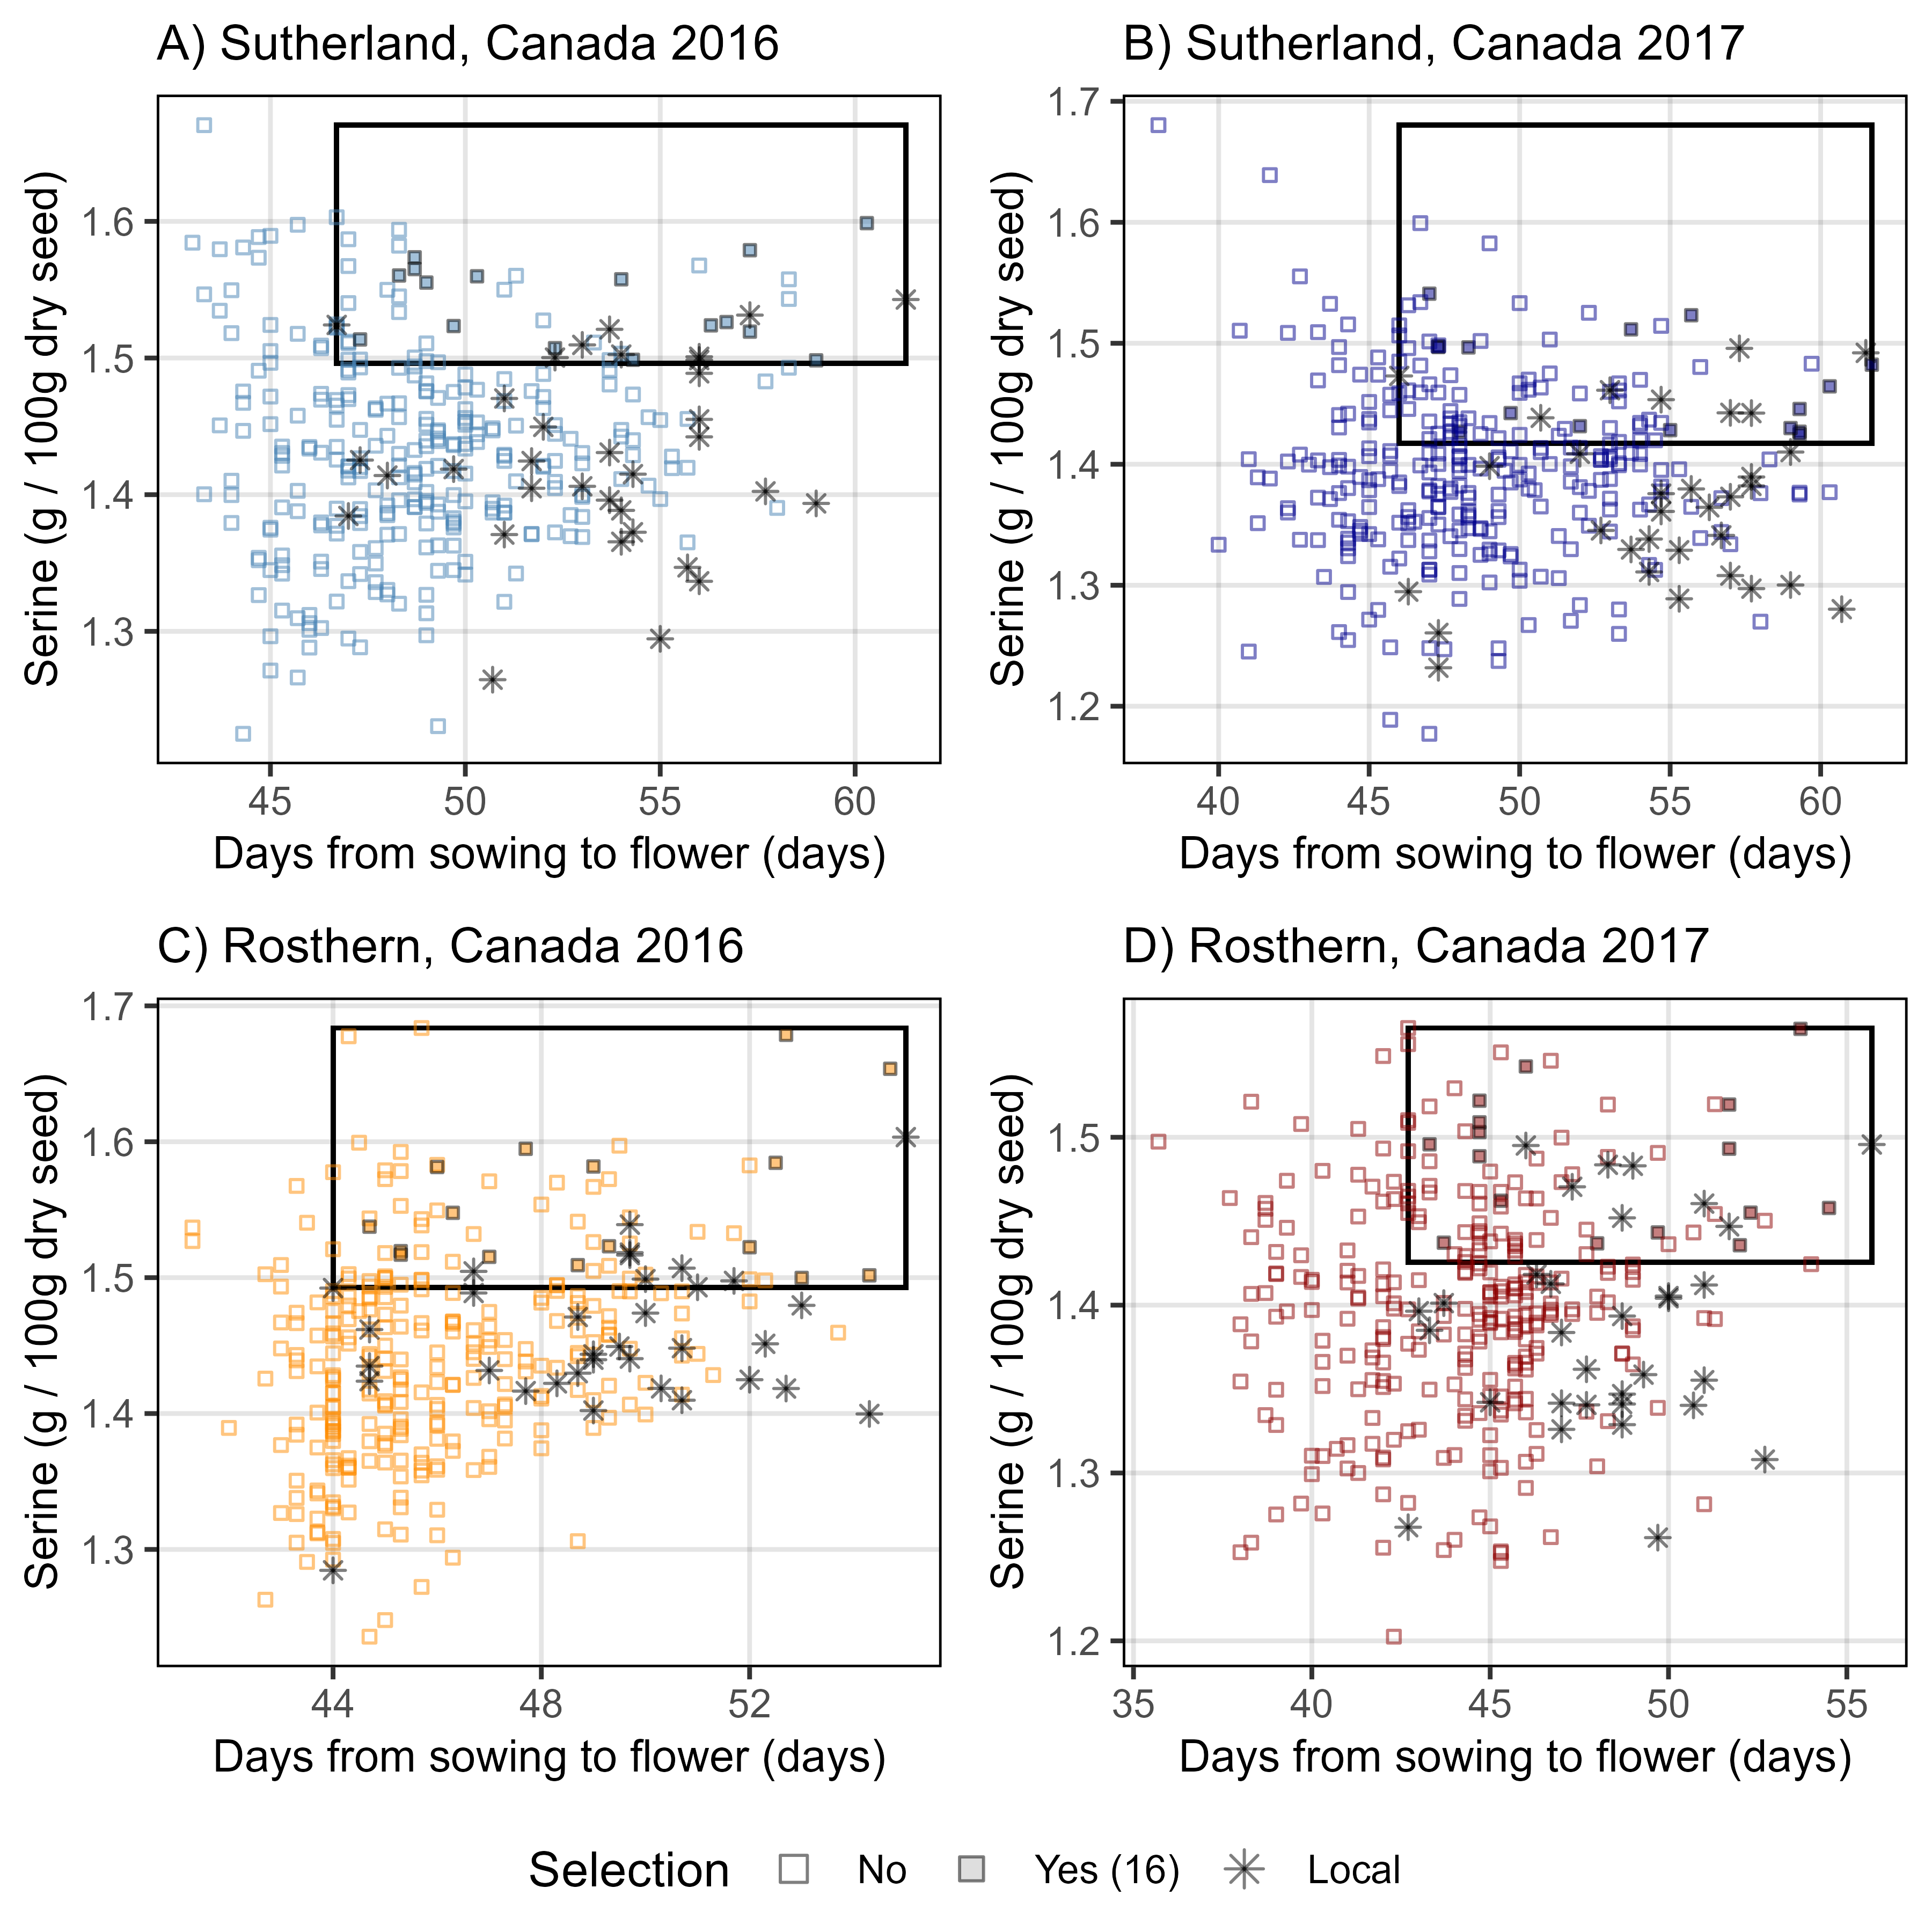 A) Sutherland, Canada 2016
Serine (g / 100g dry seed)
1.6
1.5
1.4
1.3
45 50 55 60
Days from sowing to flower (days)
B) Sutherland, Canada 2017
Serine (g / 100g dry seed)
1.7
1.6
1.5
1.4
1.3
1.2
40 45 50 55 60
Days from sowing to flower (days)
C) Rosthern, Canada 2016
Serine (g / 100g dry seed)
1.7
1.6
1.5
1.4
1.3
44 48 52
Days from sowing to flower (days)
D) Rosthern, Canada 2017
Serine (g / 100g dry seed)
1.5
1.4
1.3
1.2
35 40 45 50 55
Days from sowing to flower (days)
Selection No Yes (16) Local